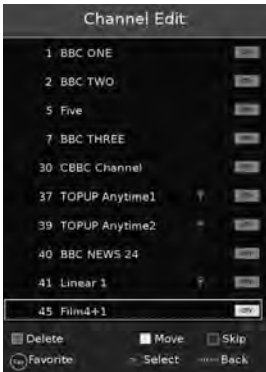 Channel Edit
1 BBC ONE
2 BBC TWO
5 Five
7 BBC THREE
30 CBBC Channel
37 TOPUP Anytime1
39 TOPUP Anytime2
40 BBC NEWS 24
41 Linear 1
45 Film4+1
Delete Move Skip
Favorite Select Back